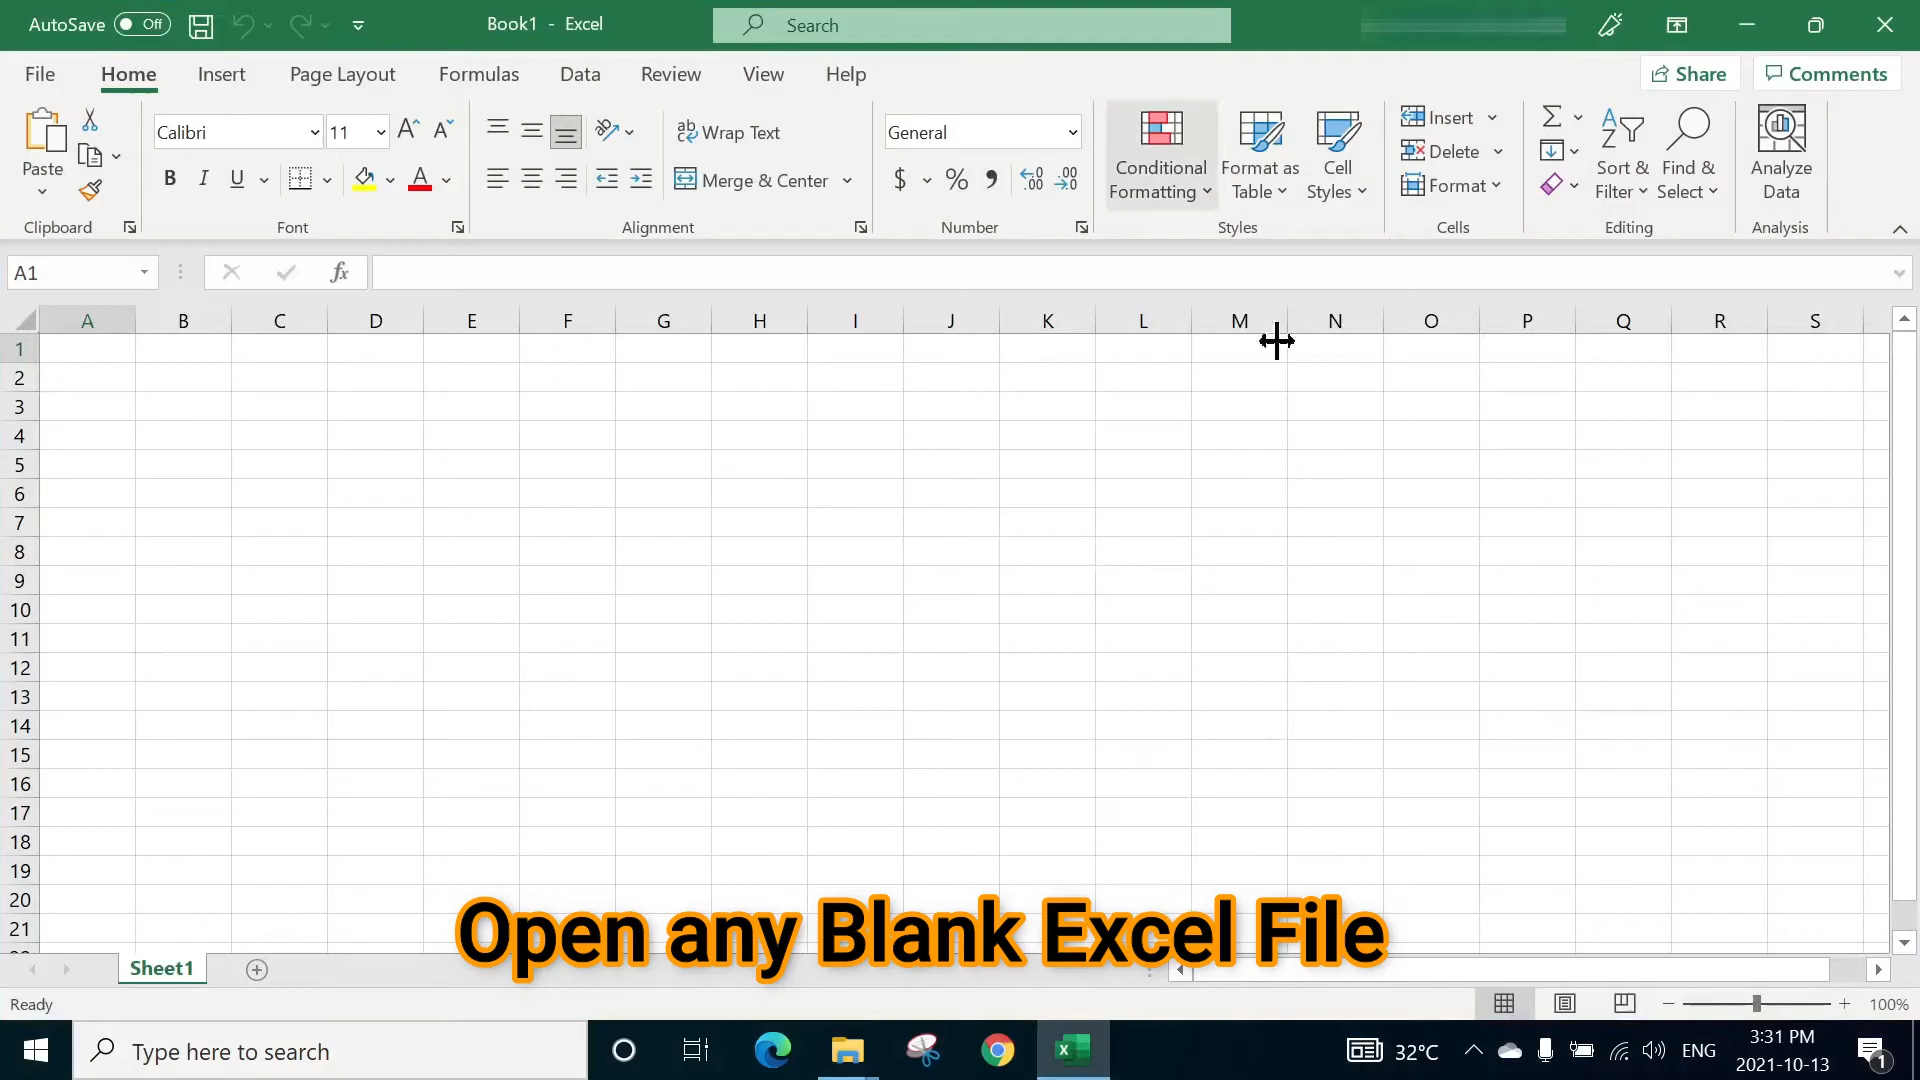 AutoSave Off Book1 - Excel Search
File Home Insert Page Layout Formulas Data Review View Help Share Comments
Calibri 11 ab Wrap Text General Insert
Paste Conditional Formatting Format as Table Cell Styles Delete Sort & Filter Find & Select Analyze Data
B I U A Merge & Center $ % Format
Clipboard Font Alignment Number Styles Cells Editing Analysis
A1 fx
A B C D E F G H I J K L M N O P Q R S
1
2
3
4
5
6
7
8
9
10
11
12
13
14
15
16
17
18
19
20
21
Open any Blank Excel File
Sheet1
Ready 100%
Type here to search 32°C ENG 3:31 PM
2021-10-13 1